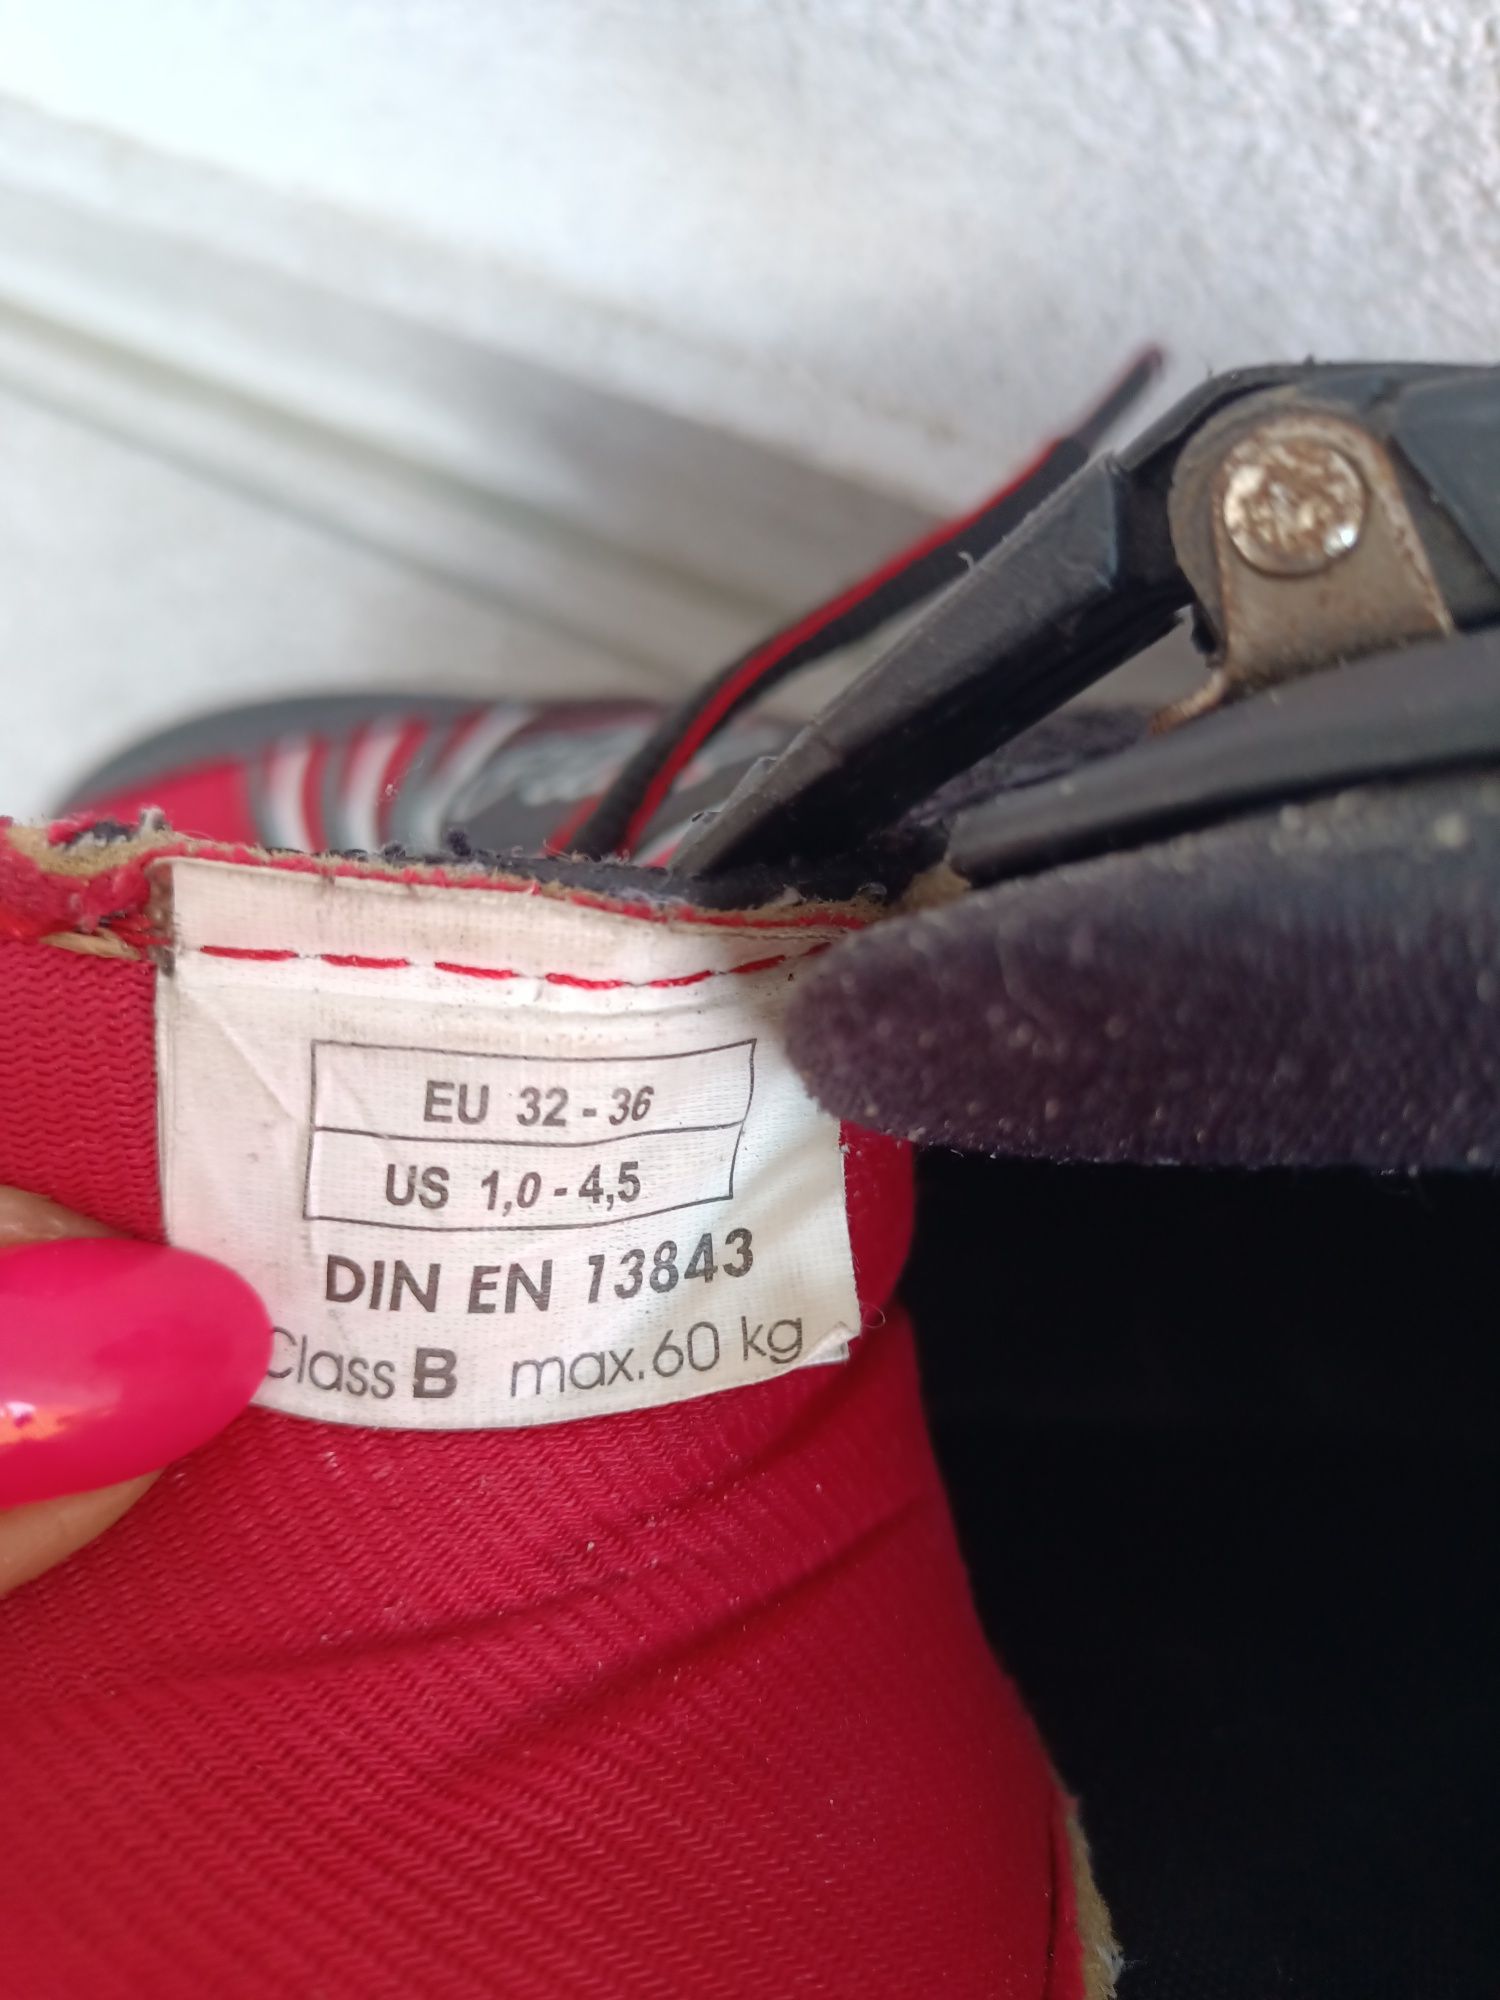 EU 32 - 36
US 1,0 - 4,5
DIN EN 13843
Class B max. 60 kg